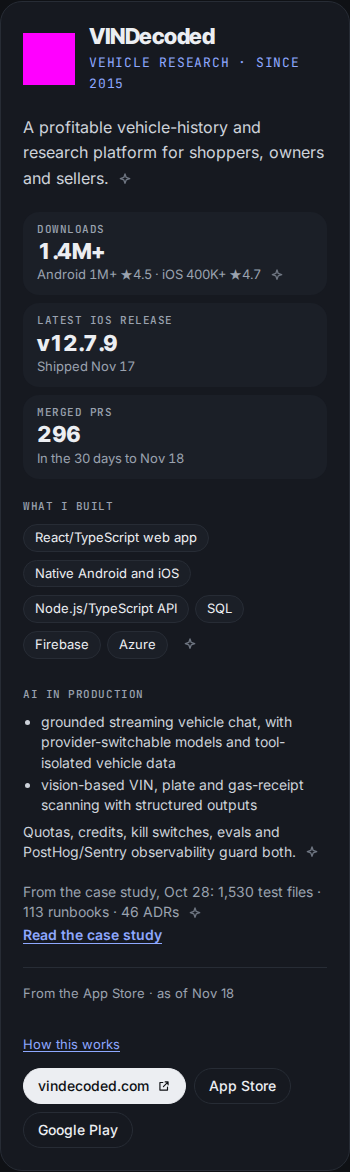 VINDecoded
VEHICLE RESEARCH · SINCE
2015
A profitable vehicle-history and
research platform for shoppers, owners
and sellers.
DOWNLOADS
1.4M+
Android 1M+ ★4.5 · iOS 400K+ ★4.7
LATEST IOS RELEASE
v12.7.9
Shipped Nov 17
MERGED PRS
296
In the 30 days to Nov 18
WHAT I BUILT
React/TypeScript web app
Native Android and iOS
Node.js/TypeScript API SQL
Firebase Azure
AI IN PRODUCTION
• grounded streaming vehicle chat, with
provider-switchable models and tool-
isolated vehicle data
• vision-based VIN, plate and gas-receipt
scanning with structured outputs
Quotas, credits, kill switches, evals and
PostHog/Sentry observability guard both.
From the case study, Oct 28: 1,530 test files ·
113 runbooks · 46 ADRs
Read the case study
From the App Store · as of Nov 18
How this works
vindecoded.com App Store
Google Play